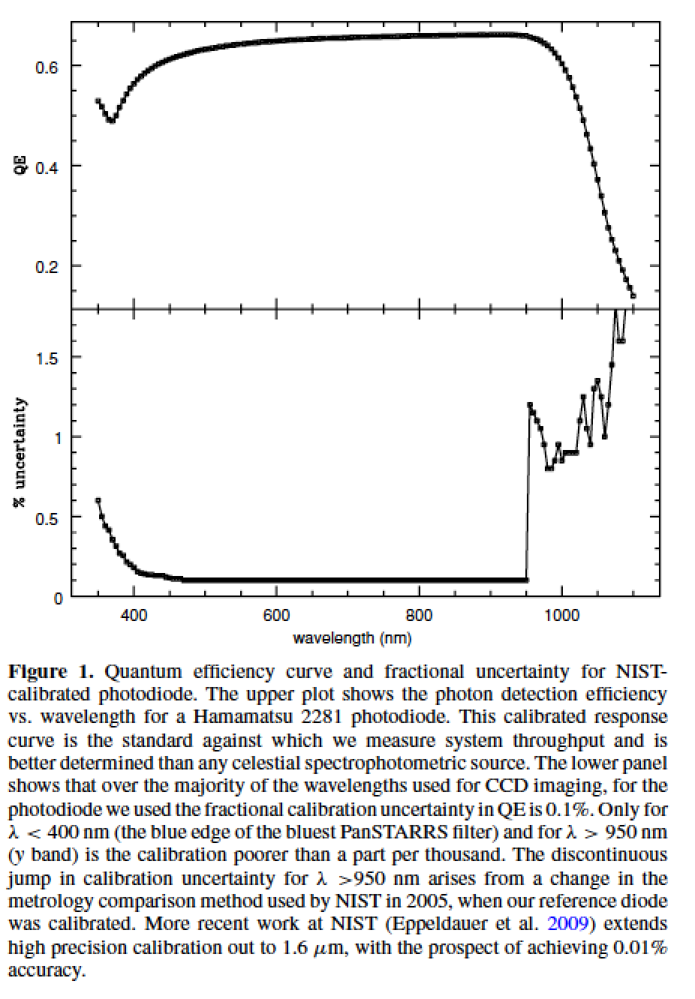 0.6
0.4
0.2
QE
1.5
1
0.5
0
% uncertainty
400 600 800 1000
wavelength (nm)
Figure 1. Quantum efficiency curve and fractional uncertainty for NIST-
calibrated photodiode. The upper plot shows the photon detection efficiency
vs. wavelength for a Hamamatsu 2281 photodiode. This calibrated response
curve is the standard against which we measure system throughput and is
better determined than any celestial spectrophotometric source. The lower panel
shows that over the majority of the wavelengths used for CCD imaging, for the
photodiode we used the fractional calibration uncertainty in QE is 0.1%. Only for
λ < 400 nm (the blue edge of the bluest PanSTARRS filter) and for λ > 950 nm
(y band) is the calibration poorer than a part per thousand. The discontinuous
jump in calibration uncertainty for λ >950 nm arises from a change in the
metrology comparison method used by NIST in 2005, when our reference diode
was calibrated. More recent work at NIST (Eppeldauer et al. 2009) extends
high precision calibration out to 1.6 μm, with the prospect of achieving 0.01%
accuracy.